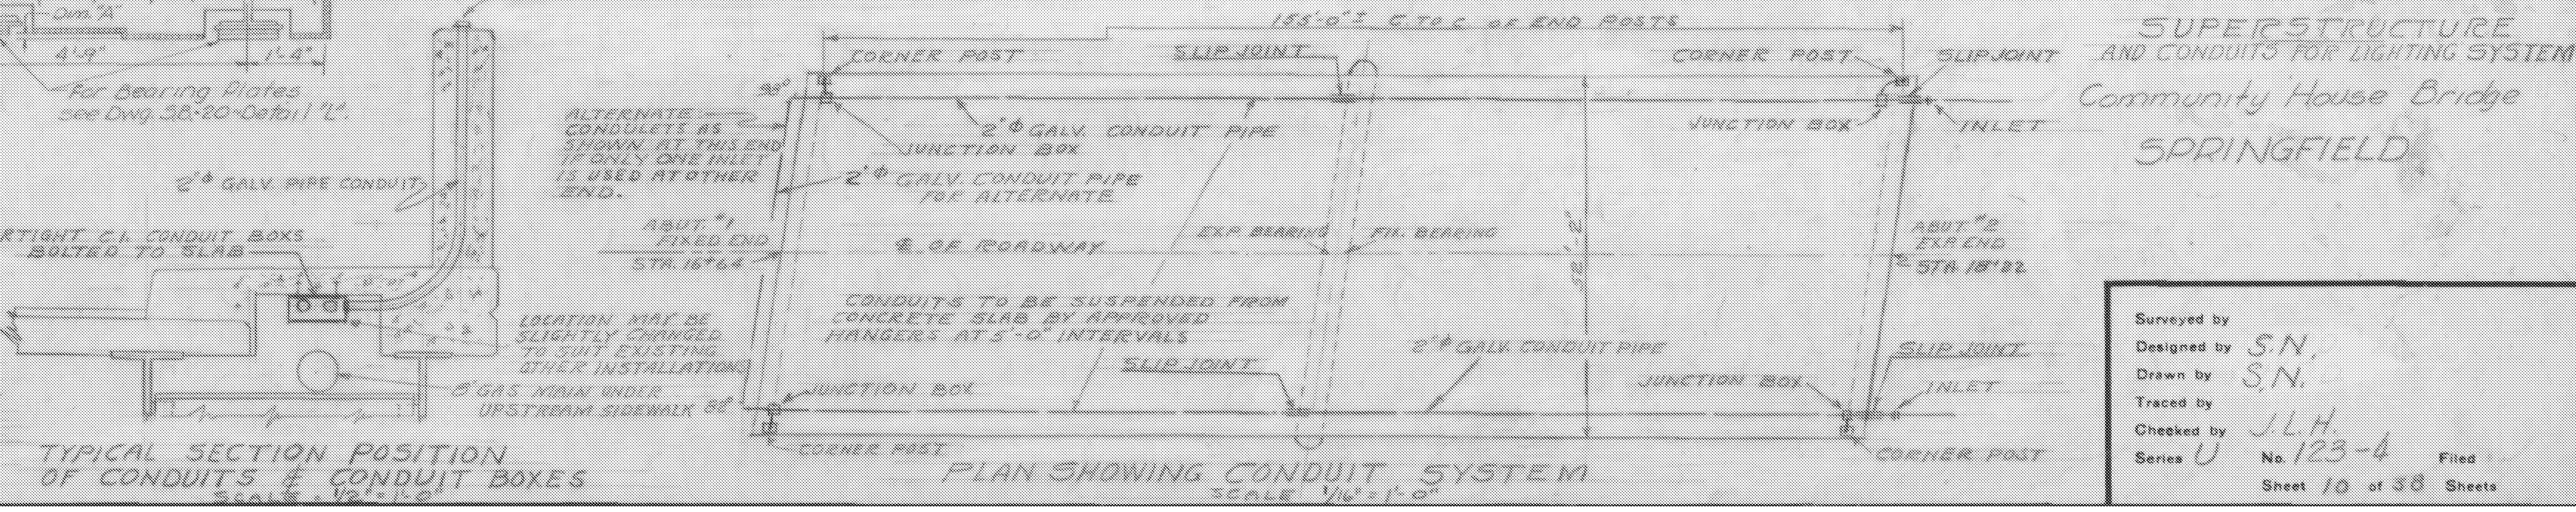 Dim. "A"
4'-9"
1'-4"
For Bearing Plates
see Dwg. S.B.-20-Detail "L".
2"Φ GALV. PIPE CONDUIT
RTIGHT C.I. CONDUIT BOXS
BOLTED TO SLAB
LOCATION MAY BE
SLIGHTLY CHANGED
TO SUIT EXISTING
OTHER INSTALLATIONS
8" GAS MAIN UNDER
UPSTREAM SIDEWALK
TYPICAL SECTION POSITION
OF CONDUITS & CONDUIT BOXES
SCALE = 1/2" = 1'-0"
155'-0"± C. TO C. OF END POSTS
CORNER POST
SLIP JOINT
CORNER POST
SLIP JOINT
ALTERNATE
CONDULETS AS
SHOWN AT THIS END
IF ONLY ONE INLET
IS USED AT OTHER
END.
2"Φ GALV. CONDUIT PIPE
JUNCTION BOX
JUNCTION BOX
INLET
2"Φ GALV. CONDUIT PIPE
FOR ALTERNATE
ABUT. #1
FIXED END
STA. 16+64
℄ OF ROADWAY
EXP. BEARING
FIX. BEARING
ABUT #2
EXP. END
STA 18+22
CONDUITS TO BE SUSPENDED FROM
CONCRETE SLAB BY APPROVED
HANGERS AT 5'-0" INTERVALS
SLIP JOINT
2"Φ GALV. CONDUIT PIPE
SLIP JOINT
JUNCTION BOX
JUNCTION BOX
INLET
CORNER POST
CORNER POST
PLAN SHOWING CONDUIT SYSTEM
SCALE 1/16" = 1'-0"
SUPERSTRUCTURE
AND CONDUITS FOR LIGHTING SYSTEM
Community House Bridge
SPRINGFIELD
Surveyed by
Designed by S.N.
Drawn by S.N.
Traced by
Checked by J.L.H.
Series U No. 123-4 Filed
Sheet 10 of 38 Sheets